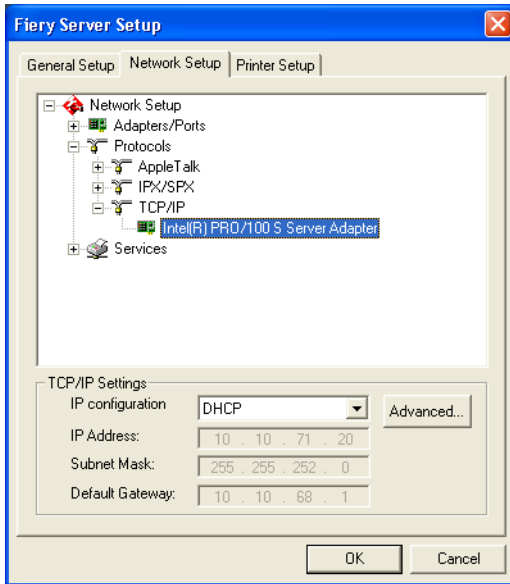 Fiery Server Setup
General Setup Network Setup Printer Setup
Network Setup
Adapters/Ports
Protocols
AppleTalk
IPX/SPX
TCP/IP
Intel(R) PRO/100 S Server Adapter
Services
TCP/IP Settings
IP configuration DHCP Advanced...
IP Address: 10 . 10 . 71 . 20
Subnet Mask: 255 . 255 . 252 . 0
Default Gateway: 10 . 10 . 68 . 1
OK Cancel